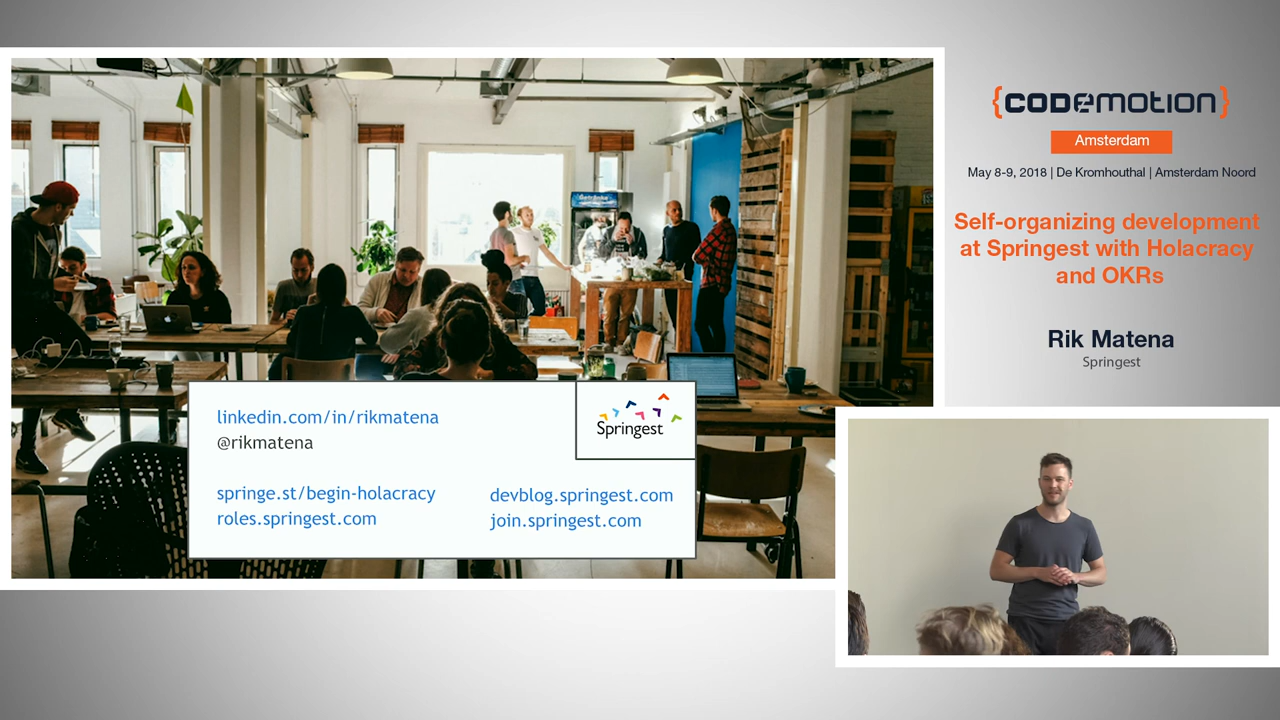 {CODEMOTION}
Amsterdam
May 8-9, 2018 | De Kromhouthal | Amsterdam Noord
Self-organizing development
at Springest with Holacracy
and OKRs
Rik Matena
Springest
linkedin.com/in/rikmatena
@rikmatena
Springest
springe.st/begin-holacracy
roles.springest.com
devblog.springest.com
join.springest.com